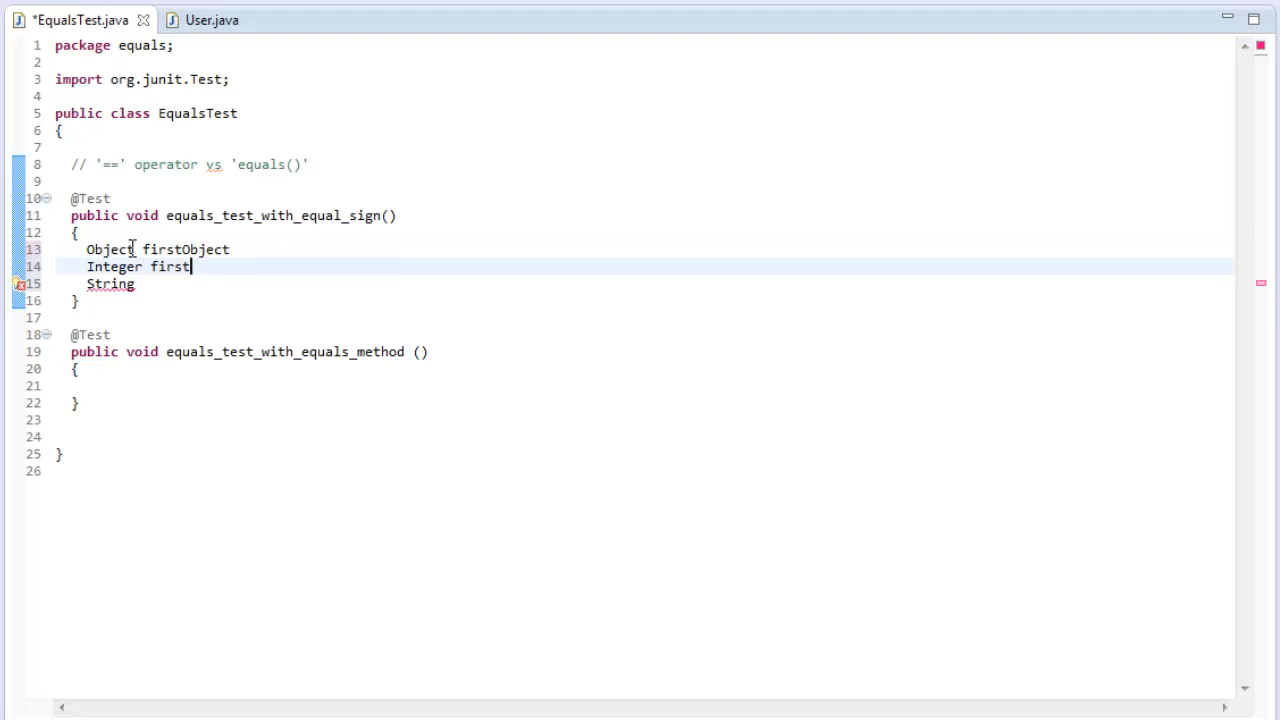 *EqualsTest.java User.java
1 package equals;
2
3 import org.junit.Test;
4
5 public class EqualsTest
6 {
7
8 // '==' operator vs 'equals()'
9
10 @Test
11 public void equals_test_with_equal_sign()
12 {
13 Object firstObject
14 Integer first
15 String
16 }
17
18 @Test
19 public void equals_test_with_equals_method ()
20 {
21
22 }
23
24
25 }
26